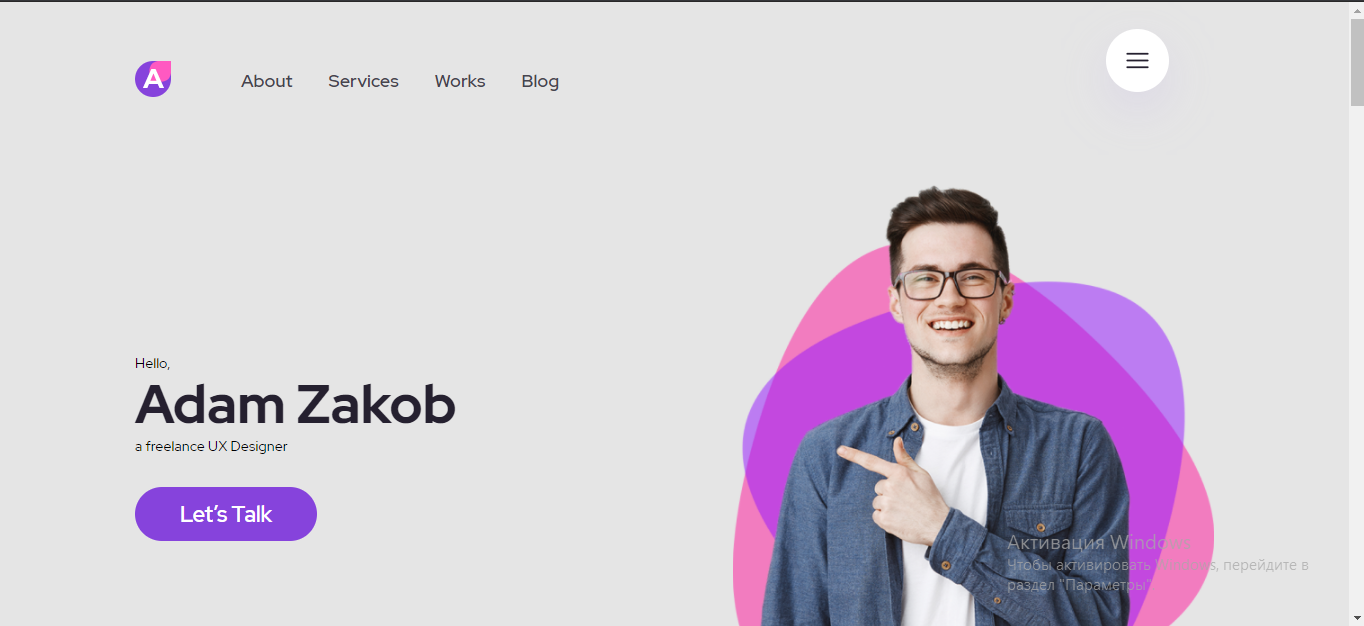 A
About Services Works Blog
Hello,
Adam Zakob
a freelance UX Designer
Let’s Talk
Активация Windows
Чтобы активировать Windows, перейдите в
раздел "Параметры"